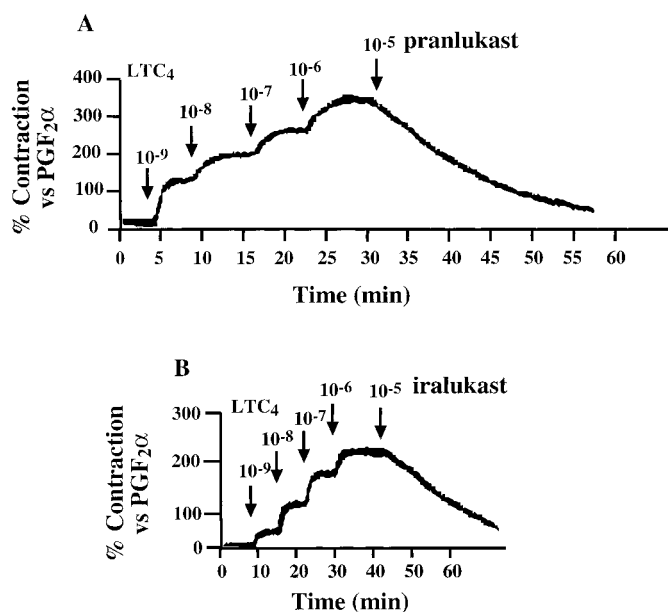 A
LTC₄
10⁻⁹
10⁻⁸
10⁻⁷
10⁻⁶
10⁻⁵ pranlukast
% Contraction
vs PGF₂α
400
300
200
100
0
0 5 10 15 20 25 30 35 40 45 50 55 60
Time (min)
B
LTC₄
10⁻⁹
10⁻⁸
10⁻⁷
10⁻⁶
10⁻⁵ iralukast
% Contraction
vs PGF₂α
300
200
100
0
0 10 20 30 40 50 60
Time (min)